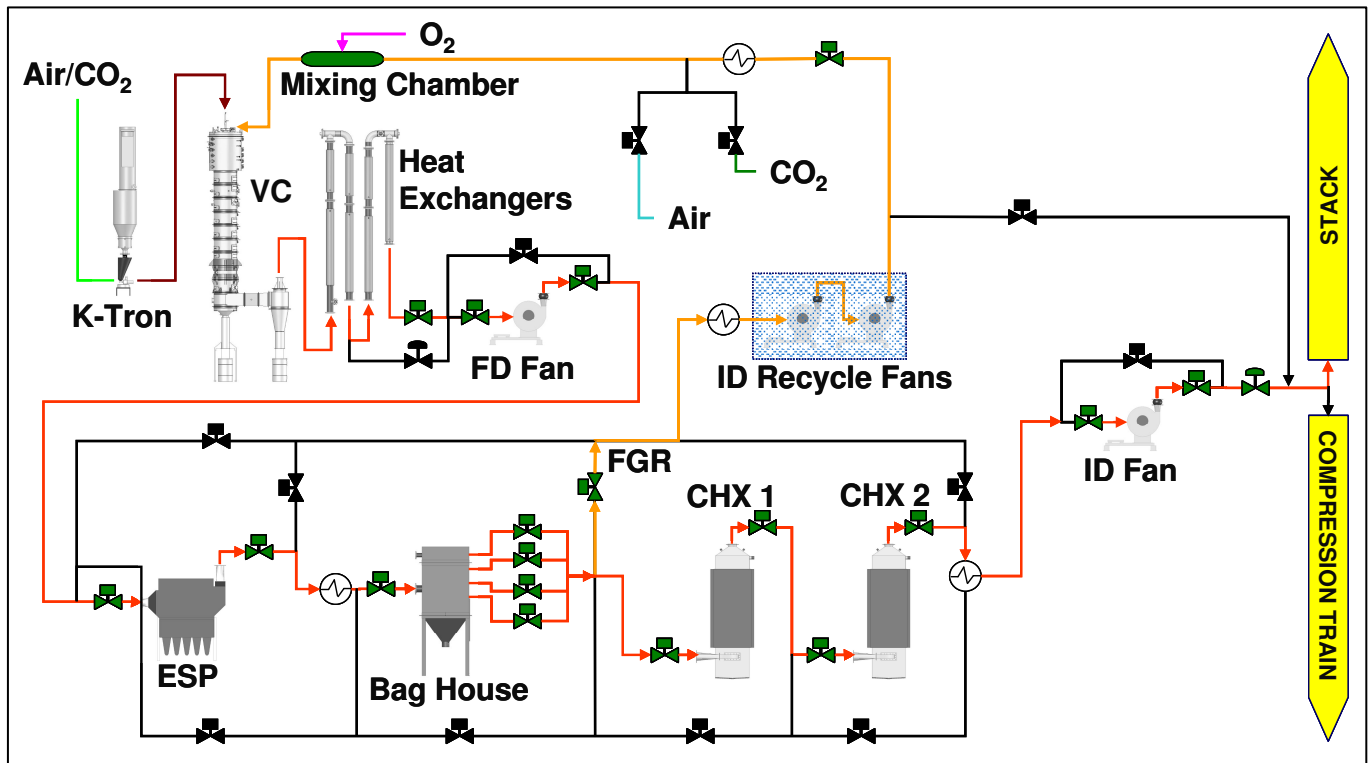 O₂
Air/CO₂
Mixing Chamber
VC
Heat
Exchangers
CO₂
Air
STACK
K-Tron
FD Fan
ID Recycle Fans
FGR
ID Fan
CHX 1
CHX 2
ESP
Bag House
COMPRESSION TRAIN